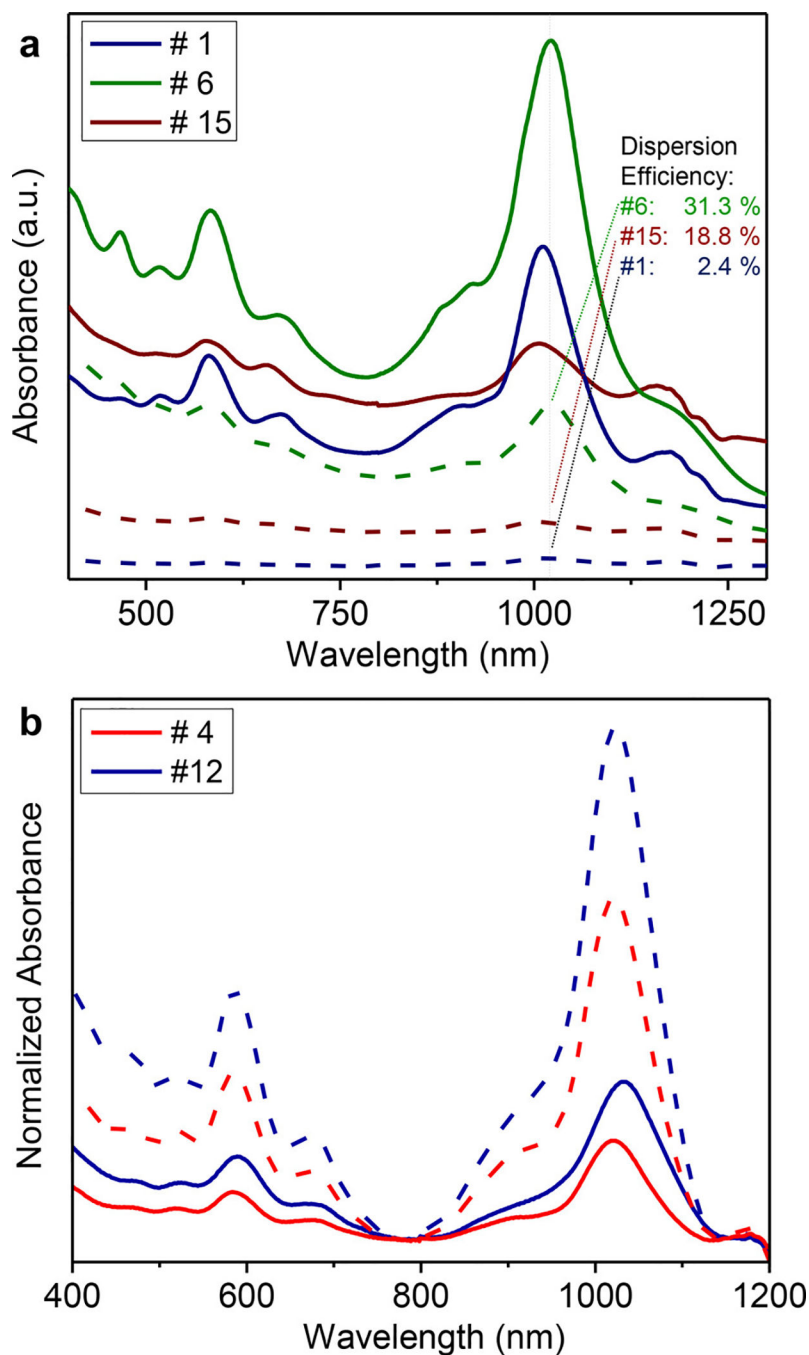 a
# 1
# 6
# 15
Dispersion
Efficiency:
#6: 31.3 %
#15: 18.8 %
#1: 2.4 %
Absorbance (a.u.)
500 750 1000 1250
Wavelength (nm)
b
# 4
#12
Normalized Absorbance
400 600 800 1000 1200
Wavelength (nm)